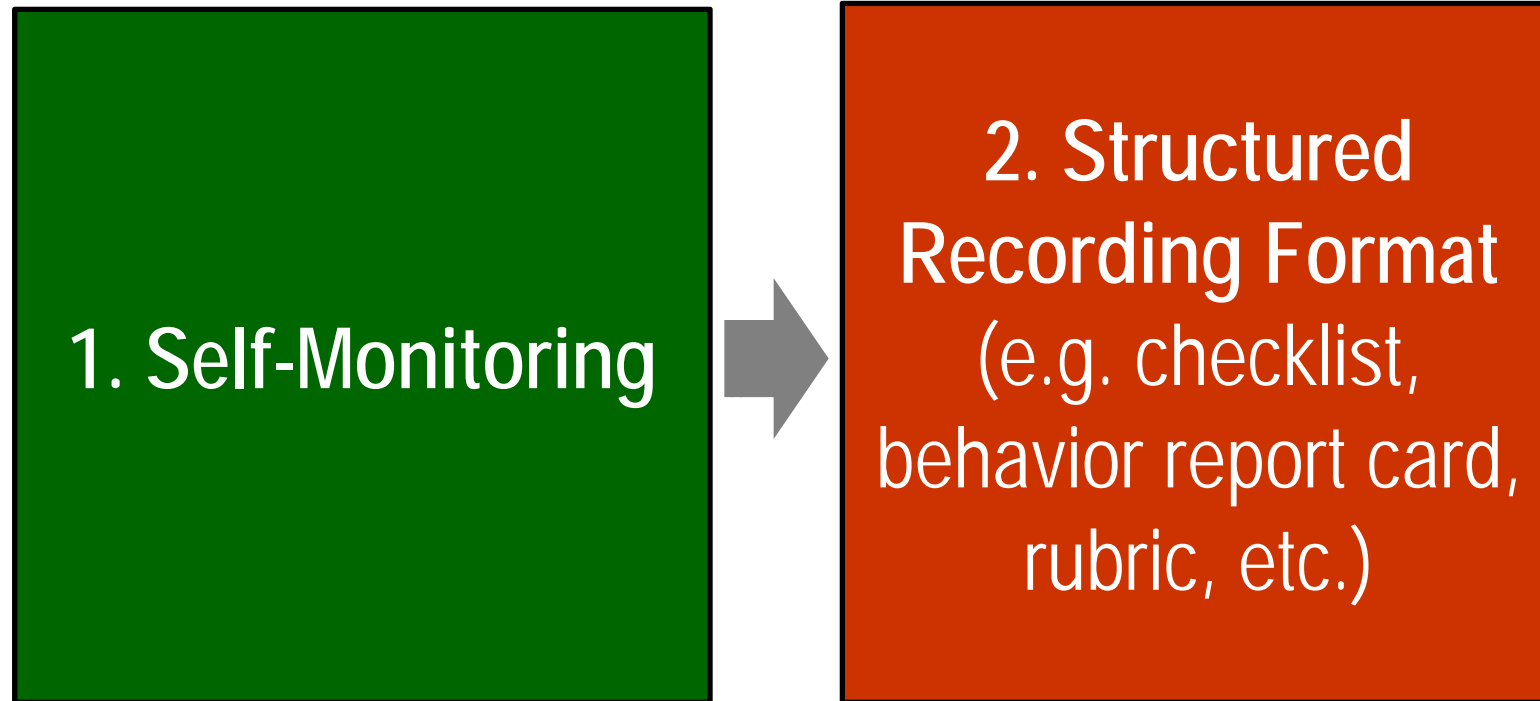 1. Self-Monitoring
2. Structured
Recording Format
(e.g. checklist,
behavior report card,
rubric, etc.)